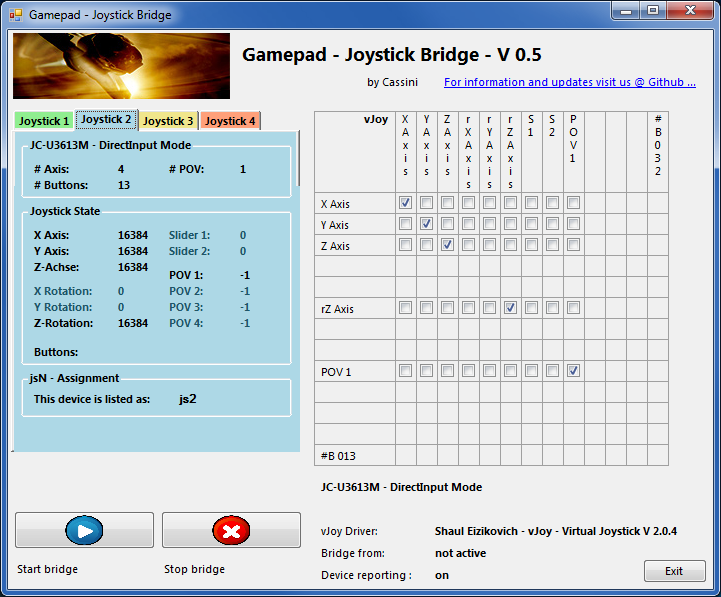 Gamepad - Joystick Bridge
Gamepad - Joystick Bridge - V 0.5
by Cassini For information and updates visit us @ Github ...
Joystick 1 Joystick 2 Joystick 3 Joystick 4
JC-U3613M - DirectInput Mode
# Axis: 4 # POV: 1
# Buttons: 13
Joystick State
X Axis: 16384 Slider 1: 0
Y Axis: 16384 Slider 2: 0
Z-Achse: 16384
POV 1: -1
X Rotation: 0 POV 2: -1
Y Rotation: 0 POV 3: -1
Z-Rotation: 16384 POV 4: -1
Buttons:
jsN - Assignment
This device is listed as: js2
vJoy X Axis Y Axis Z Axis rX Axis rY Axis rZ Axis S1 S2 POV1 #B032
X Axis
Y Axis
Z Axis
rZ Axis
POV 1
#B 013
JC-U3613M - DirectInput Mode
vJoy Driver: Shaul Eizikovich - vJoy - Virtual Joystick V 2.0.4
Bridge from: not active
Device reporting : on
Start bridge Stop bridge
Exit